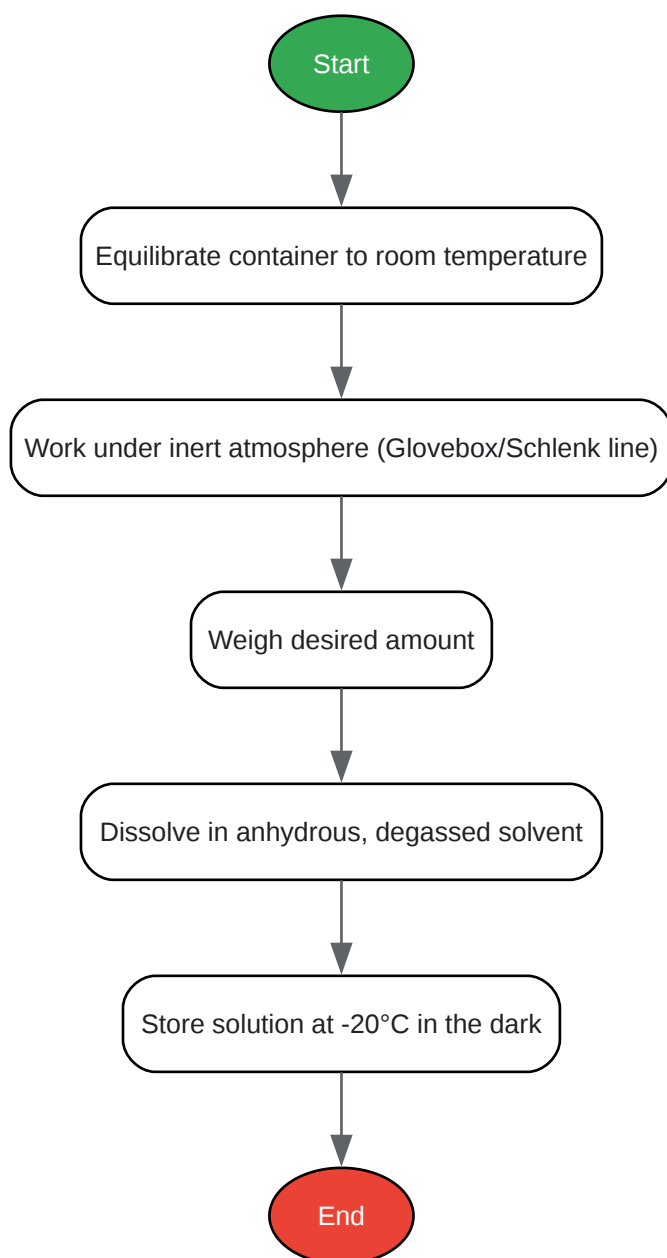 Start
Equilibrate container to room temperature
Work under inert atmosphere (Glovebox/Schlenk line)
Weigh desired amount
Dissolve in anhydrous, degassed solvent
Store solution at -20°C in the dark
End